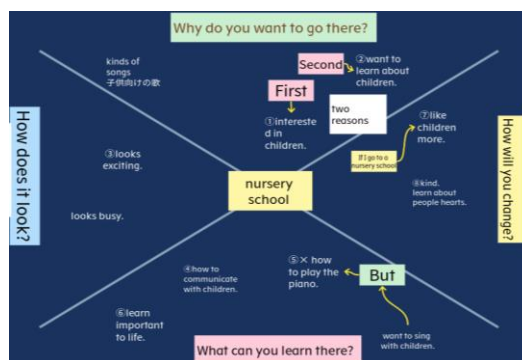 Why do you want to go there?
kinds of
songs
子供向けの歌
Second
②want to
learn about
children.
First
two
reasons
①intereste
d in
children.
⑦like
children
more.
How does it look?
③looks
exciting.
If I go to a
nursery school
How will you change?
nursery
school
⑧kind.
learn about
people hearts.
looks busy.
④how to
communicate
with children.
⑤× how
to play the
piano.
But
⑥learn
important
to life.
want to sing
with children.
What can you learn there?